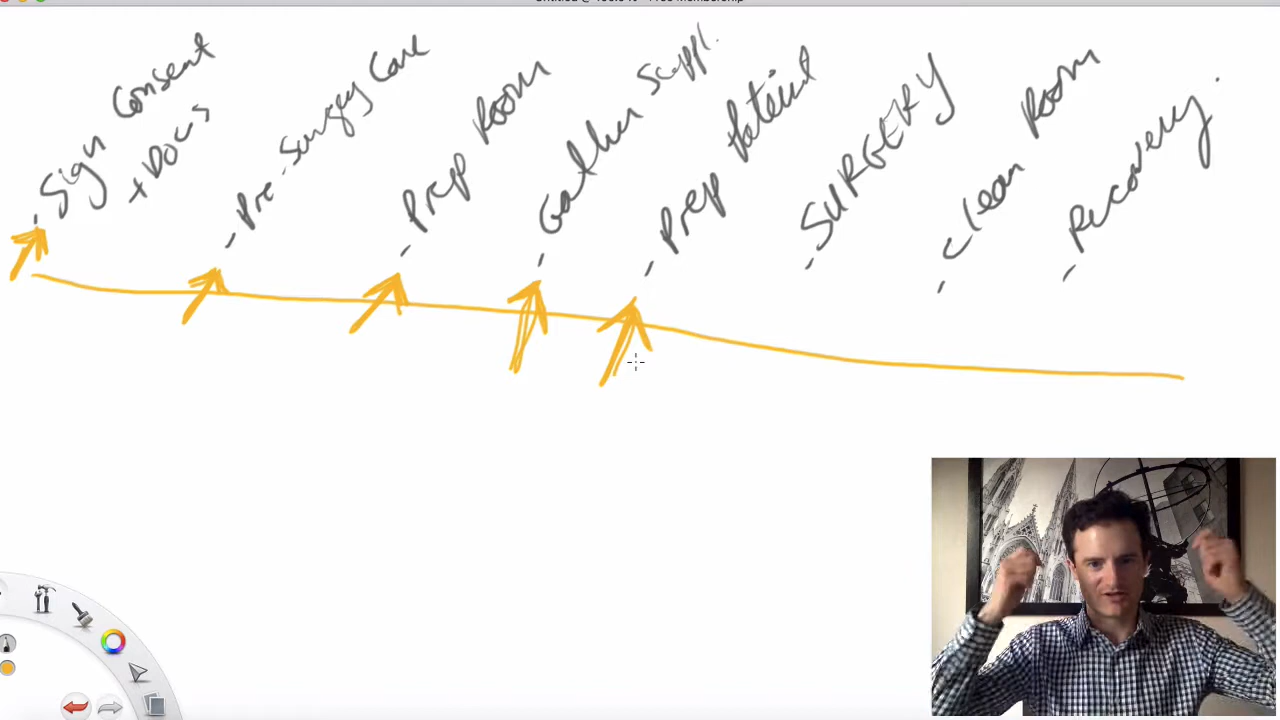 - Sign Consent
+ Docs
- Pre-Surgery Care
- Prep Room
- Gather Suppl.
- Prep Patient
- SURGERY
- Clean Room
- Recovery.